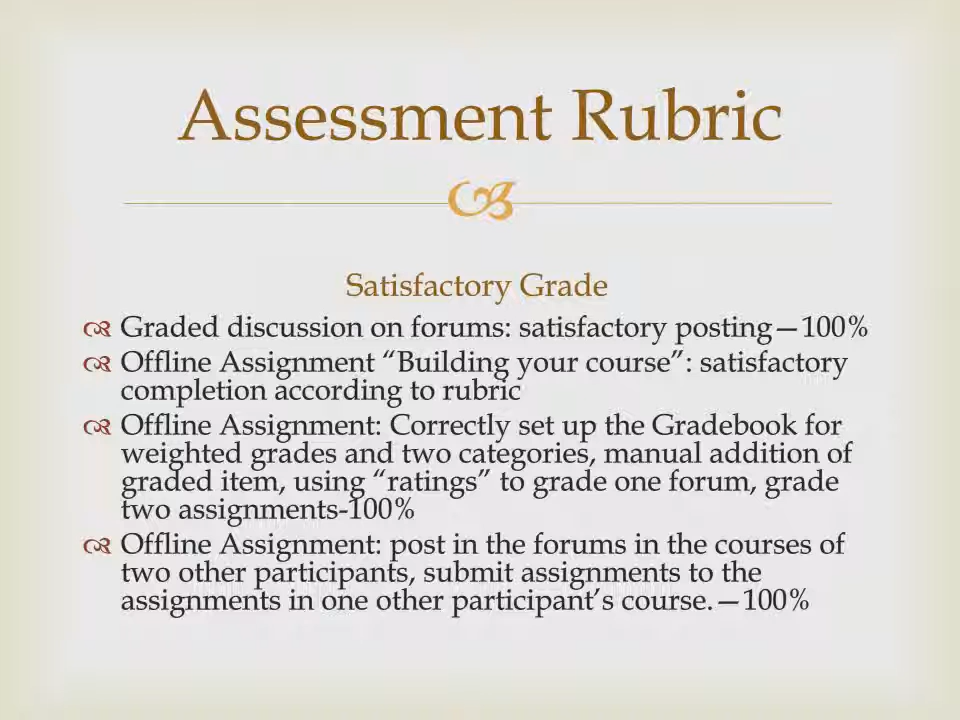 Assessment Rubric
Satisfactory Grade
Graded discussion on forums: satisfactory posting—100%
Offline Assignment “Building your course”: satisfactory
completion according to rubric
Offline Assignment: Correctly set up the Gradebook for
weighted grades and two categories, manual addition of
graded item, using “ratings” to grade one forum, grade
two assignments-100%
Offline Assignment: post in the forums in the courses of
two other participants, submit assignments to the
assignments in one other participant’s course.—100%